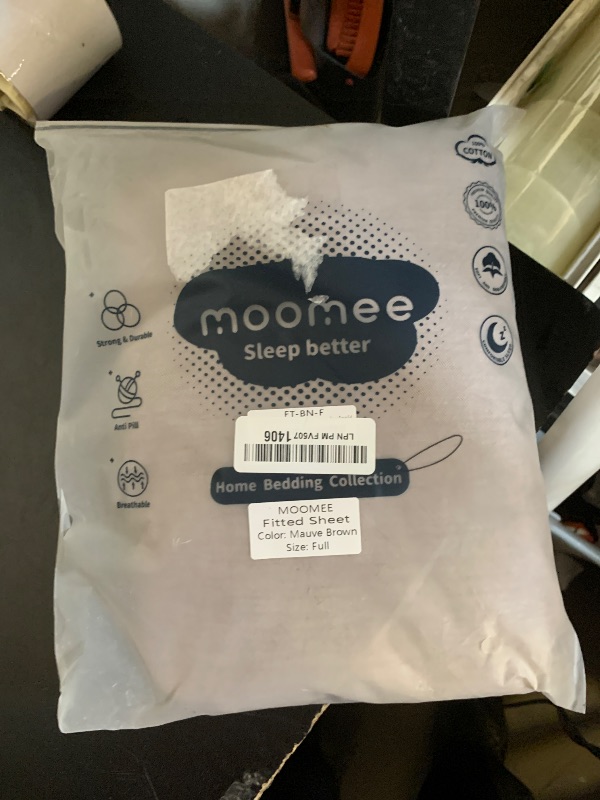 100%
COTTON
100%
moomee
Sleep better
Strong & Durable
Anti Pill
Breathable
FT-BN-F
LPN PM FV507 1406
Home Bedding Collection
MOOMEE
Fitted Sheet
Color: Mauve Brown
Size: Full